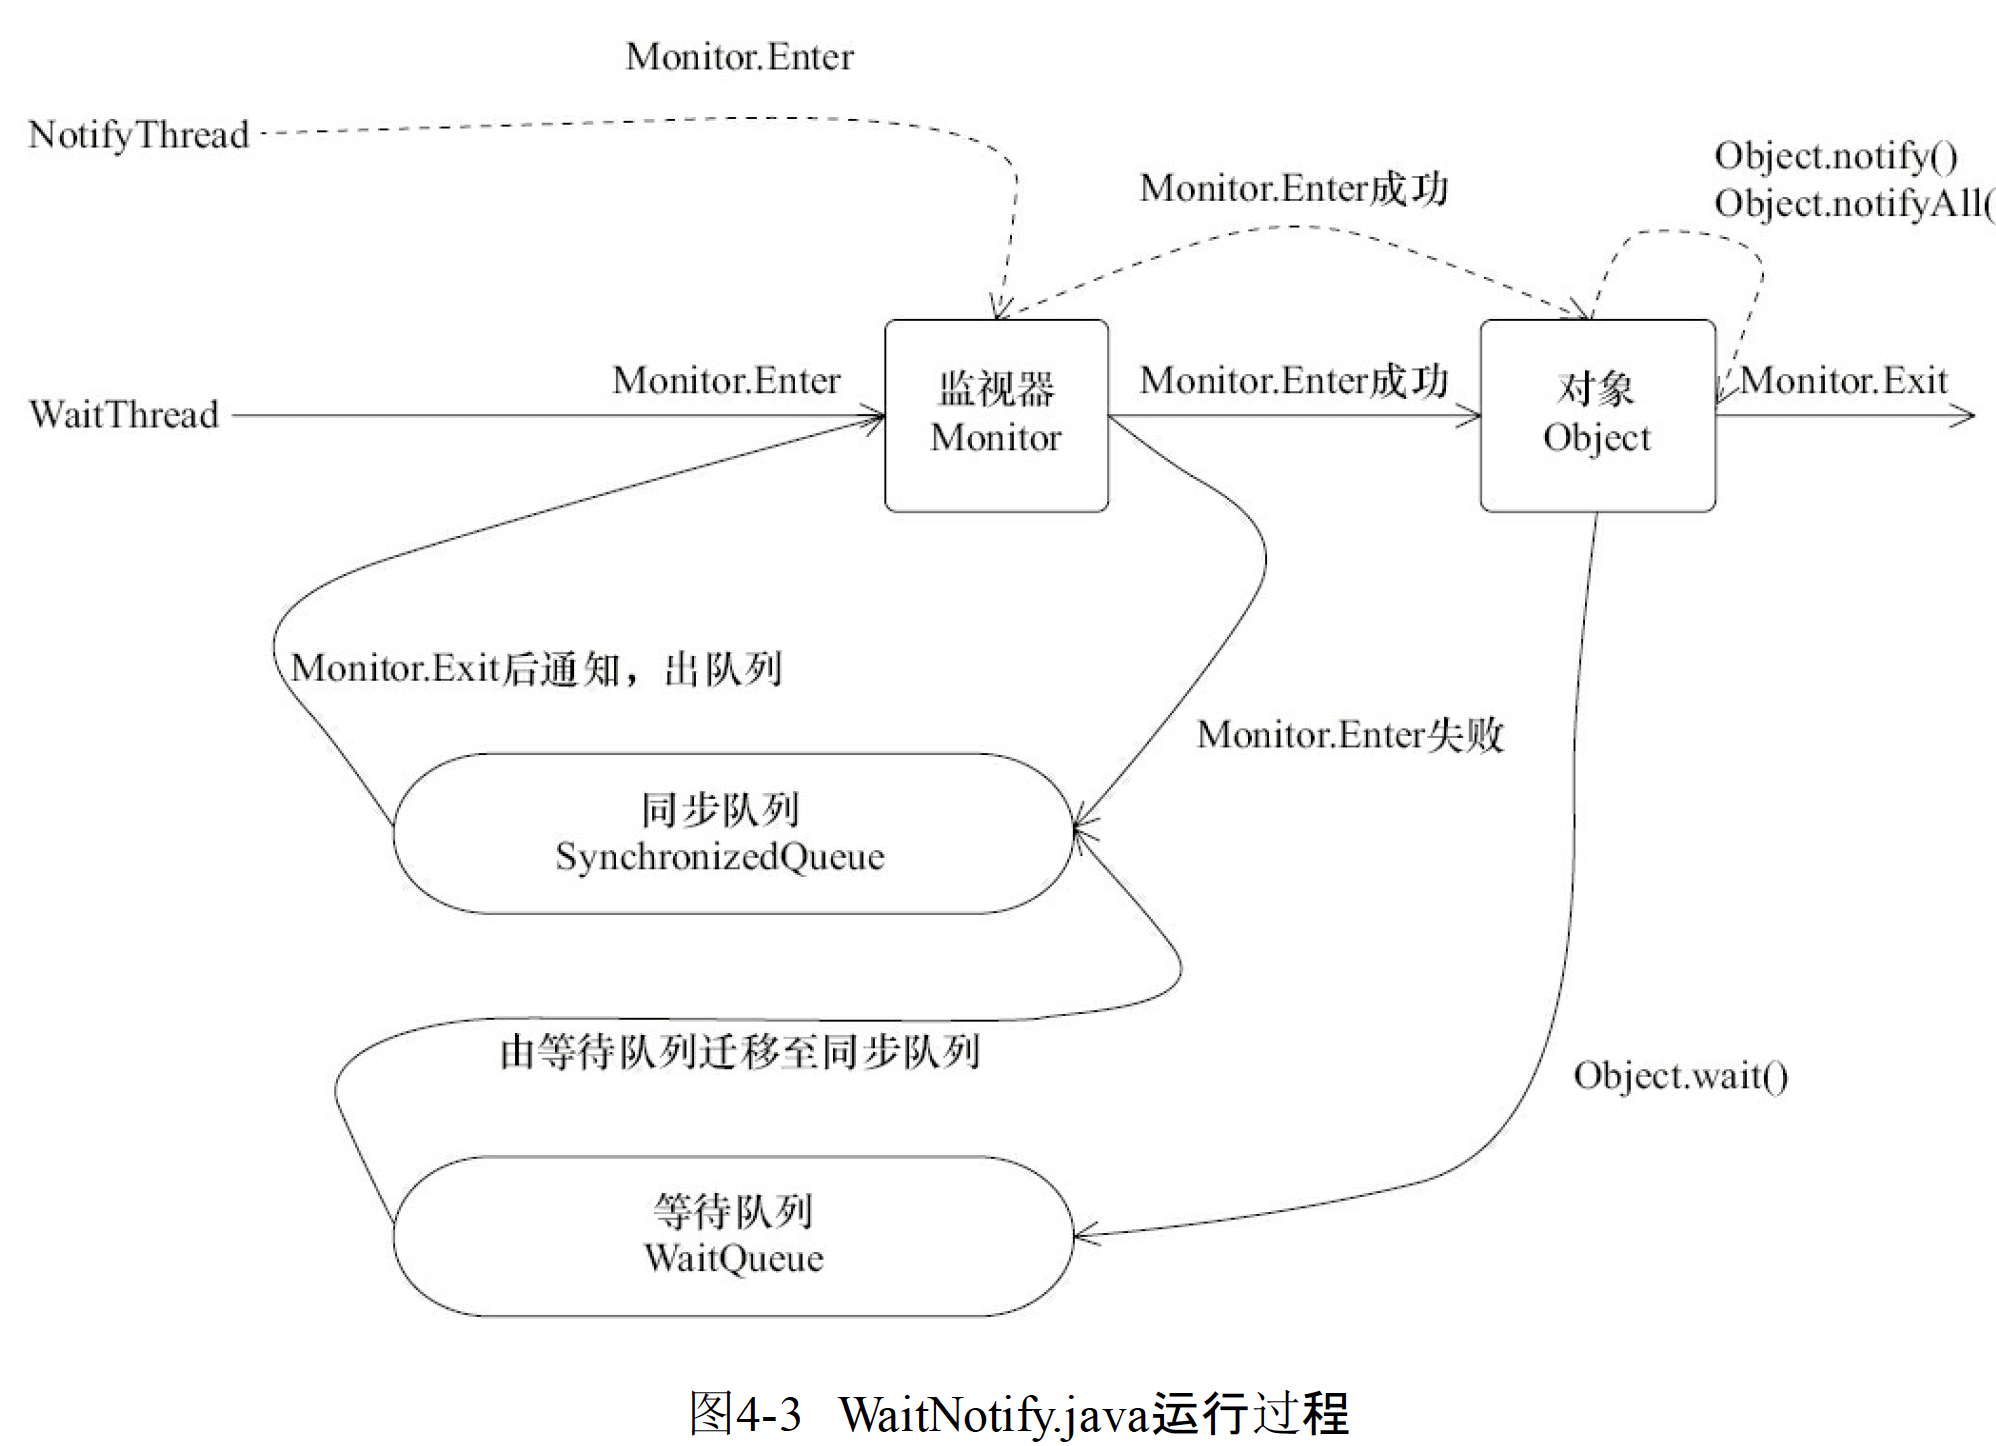 Monitor.Enter
NotifyThread
Object.notify()
Object.notifyAll(
Monitor.Enter成功
Monitor.Enter
监视器
Monitor
Monitor.Enter成功
对象
Object
Monitor.Exit
WaitThread
Monitor.Exit后通知，出队列
Monitor.Enter失败
同步队列
SynchronizedQueue
由等待队列迁移至同步队列
Object.wait()
等待队列
WaitQueue
图4-3 WaitNotify.java运行过程